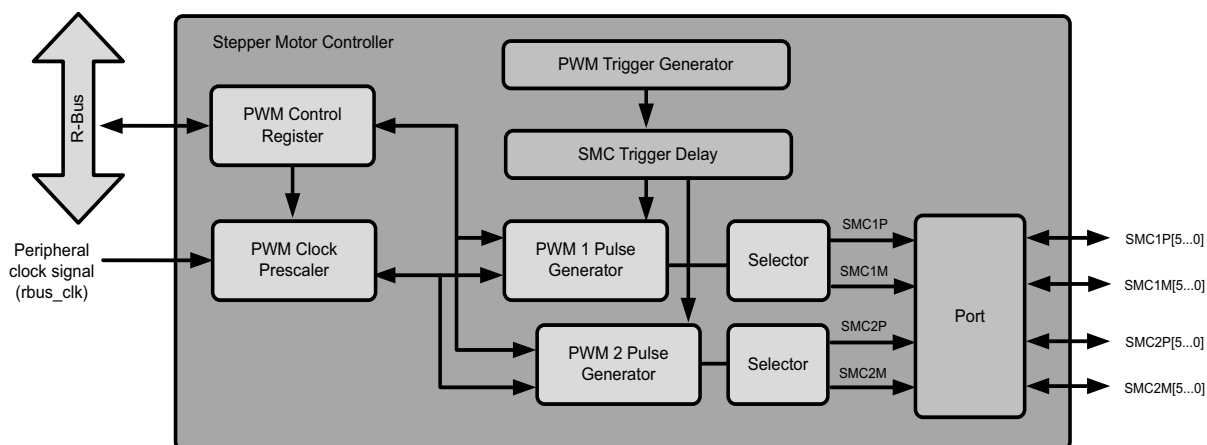 Stepper Motor Controller
PWM Trigger Generator
R-Bus
PWM Control
Register
SMC Trigger Delay
Peripheral
clock signal
(rbus_clk)
PWM Clock
Prescaler
PWM 1 Pulse
Generator
Selector
SMC1P
SMC1M
PWM 2 Pulse
Generator
Selector
SMC2P
SMC2M
Port
SMC1P[5...0]
SMC1M[5...0]
SMC2P[5...0]
SMC2M[5...0]